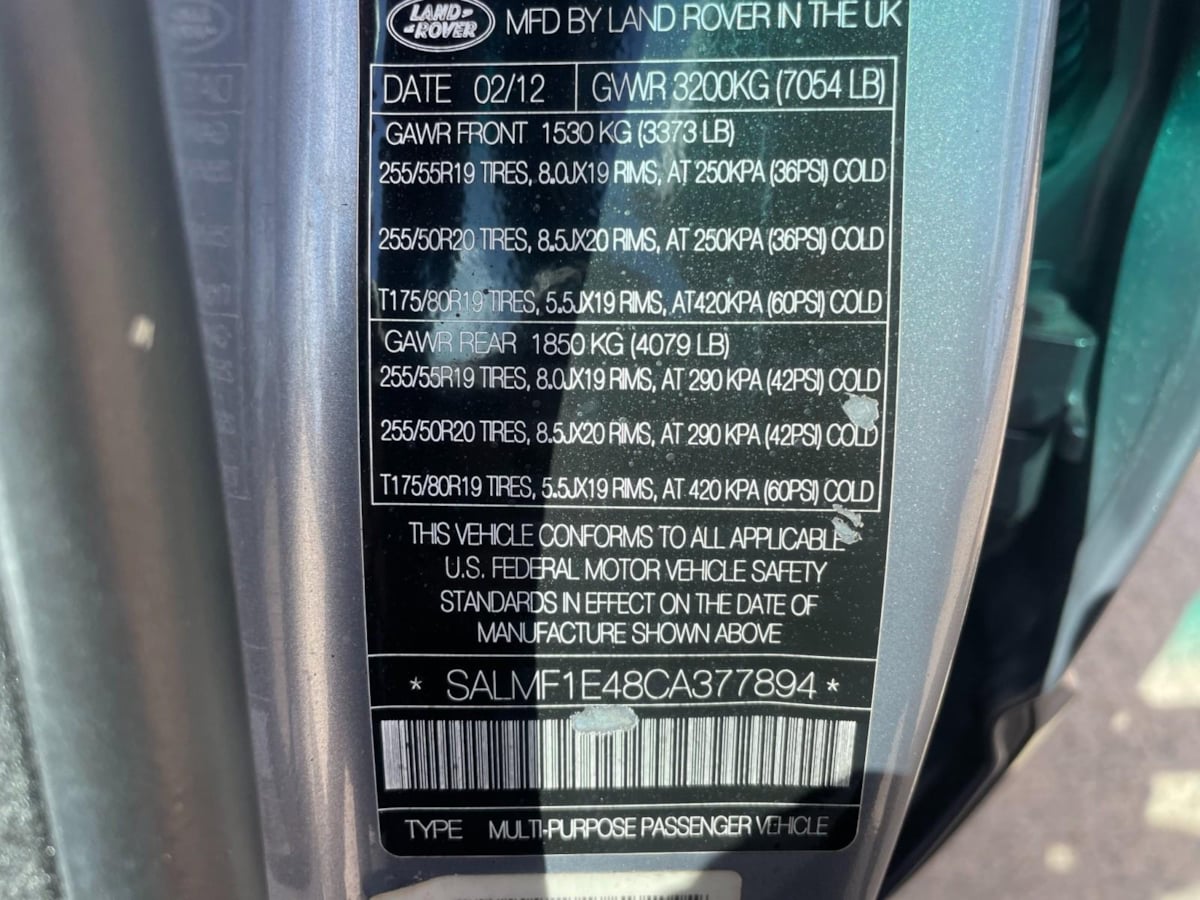 LAND-
-ROVER
MFD BY LAND ROVER IN THE UK
DATE 02/12 GVWR 3200KG (7054 LB)
GAWR FRONT 1530 KG (3373 LB)
255/55R19 TIRES, 8.0JX19 RIMS, AT 250KPA (36PSI) COLD
255/50R20 TIRES, 8.5JX20 RIMS, AT 250KPA (36PSI) COLD
T175/80R19 TIRES, 5.5JX19 RIMS, AT420KPA (60PSI) COLD
GAWR REAR 1850 KG (4079 LB)
255/55R19 TIRES, 8.0JX19 RIMS, AT 290 KPA (42PSI) COLD
255/50R20 TIRES, 8.5JX20 RIMS, AT 290 KPA (42PSI) COLD
T175/80R19 TIRES, 5.5JX19 RIMS, AT 420 KPA (60PSI) COLD
THIS VEHICLE CONFORMS TO ALL APPLICABLE
U.S. FEDERAL MOTOR VEHICLE SAFETY
STANDARDS IN EFFECT ON THE DATE OF
MANUFACTURE SHOWN ABOVE
* SALMF1E48CA377894 *
TYPE MULTI-PURPOSE PASSENGER VEHICLE